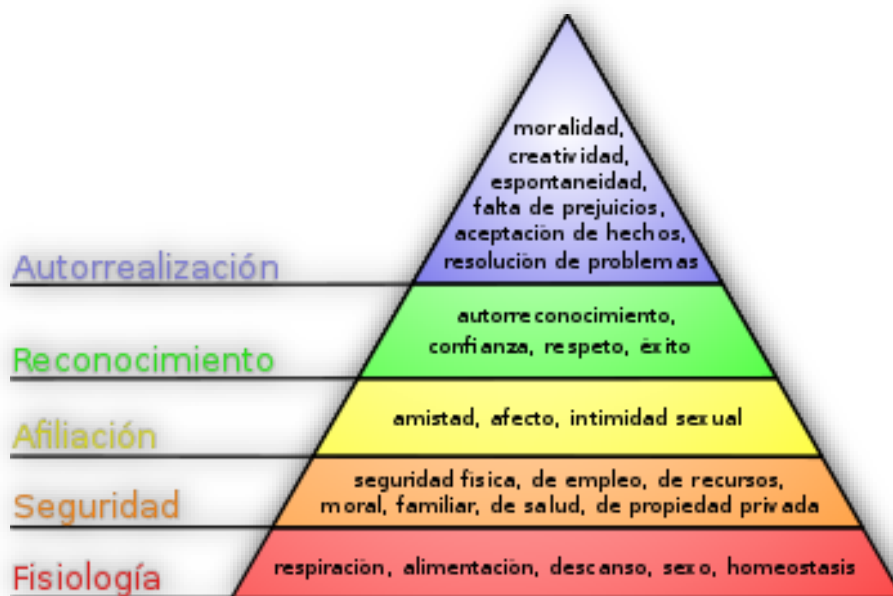 moralidad,
creatividad,
espontaneidad,
falta de prejuicios,
aceptación de hechos,
resolución de problemas
Autorrealización
autorreconocimiento,
confianza, respeto, éxito
Reconocimiento
amistad, afecto, intimidad sexual
Afiliación
seguridad física, de empleo, de recursos,
moral, familiar, de salud, de propiedad privada
Seguridad
respiración, alimentación, descanso, sexo, homeostasis
Fisiología